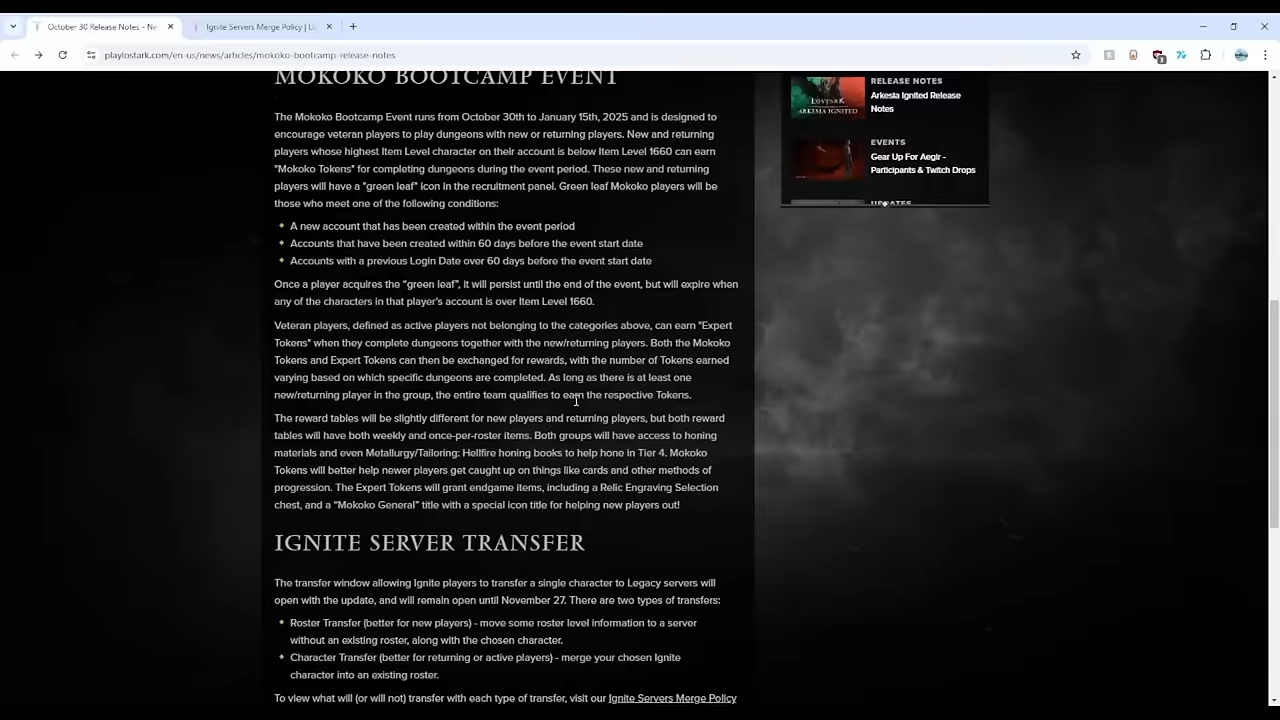 October 30 Release Notes - Ne
Ignite Servers Merge Policy | L
playlostark.com/en-us/news/articles/mokoko-bootcamp-release-notes
MOKOKO BOOTCAMP EVENT
The Mokoko Bootcamp Event runs from October 30th to January 15th, 2025 and is designed to
encourage veteran players to play dungeons with new or returning players. New and returning
players whose highest Item Level character on their account is below Item Level 1660 can earn
"Mokoko Tokens" for completing dungeons during the event period. These new and returning
players will have a "green leaf" icon in the recruitment panel. Green leaf Mokoko players will be
those who meet one of the following conditions:
A new account that has been created within the event period
Accounts that have been created within 60 days before the event start date
Accounts with a previous Login Date over 60 days before the event start date
Once a player acquires the "green leaf", it will persist until the end of the event, but will expire when
any of the characters in that player's account is over Item Level 1660.
Veteran players, defined as active players not belonging to the categories above, can earn "Expert
Tokens" when they complete dungeons together with the new/returning players. Both the Mokoko
Tokens and Expert Tokens can then be exchanged for rewards, with the number of Tokens earned
varying based on which specific dungeons are completed. As long as there is at least one
new/returning player in the group, the entire team qualifies to earn the respective Tokens.
The reward tables will be slightly different for new players and returning players, but both reward
tables will have both weekly and once-per-roster items. Both groups will have access to honing
materials and even Metallurgy/Tailoring: Hellfire honing books to help hone in Tier 4. Mokoko
Tokens will better help newer players get caught up on things like cards and other methods of
progression. The Expert Tokens will grant endgame items, including a Relic Engraving Selection
chest, and a "Mokoko General" title with a special icon title for helping new players out!
IGNITE SERVER TRANSFER
The transfer window allowing Ignite players to transfer a single character to Legacy servers will
open with the update, and will remain open until November 27. There are two types of transfers:
Roster Transfer (better for new players) - move some roster level information to a server
without an existing roster, along with the chosen character.
Character Transfer (better for returning or active players) - merge your chosen Ignite
character into an existing roster.
To view what will (or will not) transfer with each type of transfer, visit our Ignite Servers Merge Policy
LOST ARK
ARKESIA IGNITED
RELEASE NOTES
Arkesia Ignited Release
Notes
EVENTS
Gear Up For Aegir -
Participants & Twitch Drops
UPDATES